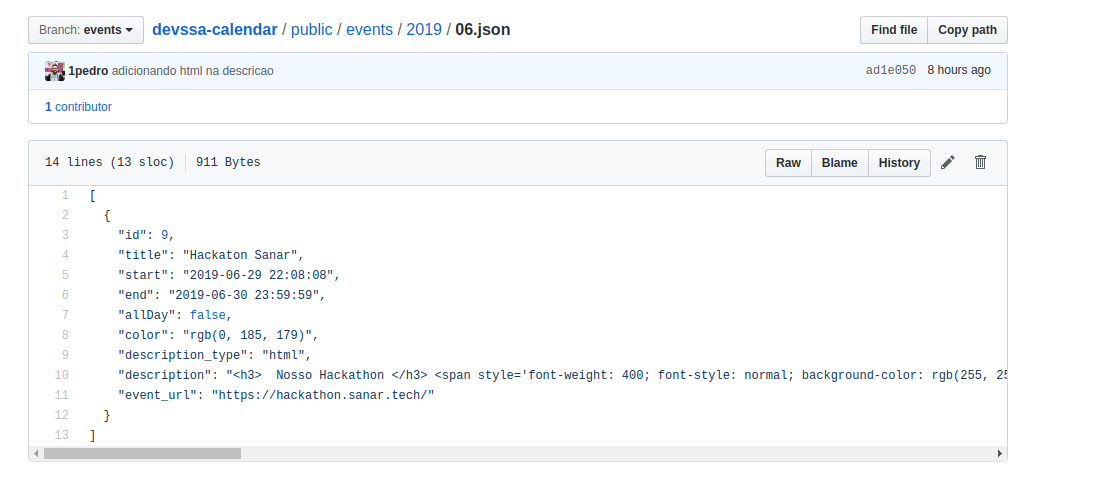 Branch: events devssa-calendar / public / events / 2019 / 06.json Find file Copy path
1pedro adicionando html na descricao ad1e050 8 hours ago
1 contributor
14 lines (13 sloc) 911 Bytes Raw Blame History
1 [
2 {
3 "id": 9,
4 "title": "Hackaton Sanar",
5 "start": "2019-06-29 22:08:08",
6 "end": "2019-06-30 23:59:59",
7 "allDay": false,
8 "color": "rgb(0, 185, 179)",
9 "description_type": "html",
10 "description": "<h3>  Nosso Hackathon </h3> <span style='font-weight: 400; font-style: normal; background-color: rgb(255, 25
11 "event_url": "https://hackathon.sanar.tech/"
12 }
13 ]